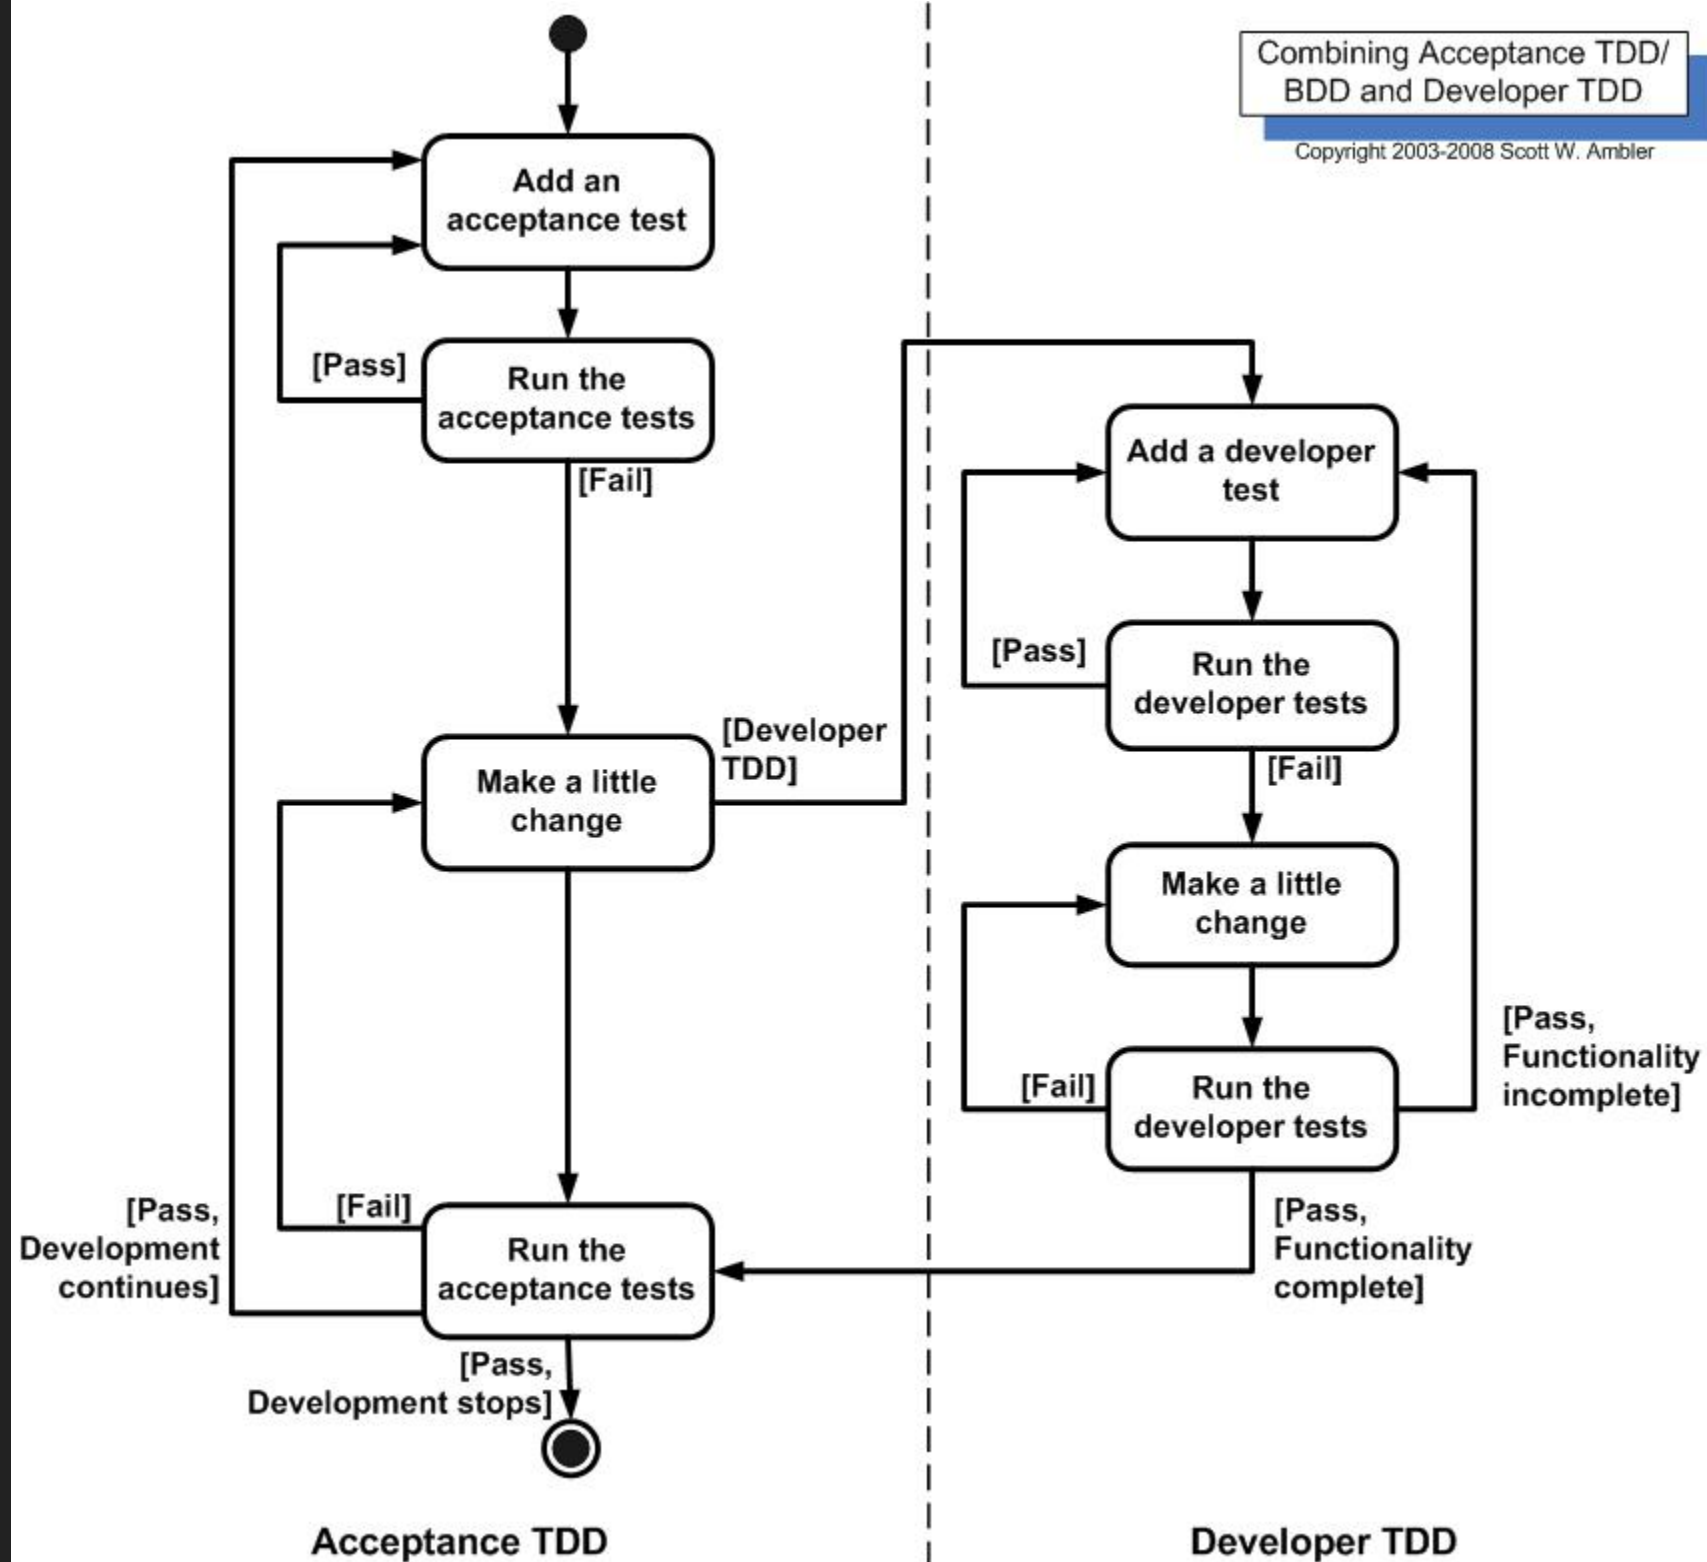 Combining Acceptance TDD/
BDD and Developer TDD
Copyright 2003-2008 Scott W. Ambler
Add an
acceptance test
[Pass]
Run the
acceptance tests
[Fail]
Make a little
change
[Developer
TDD]
[Fail]
[Pass,
Development
continues]
Run the
acceptance tests
[Pass,
Development stops]
Acceptance TDD
Add a developer
test
[Pass]
Run the
developer tests
[Fail]
Make a little
change
[Fail]
Run the
developer tests
[Pass,
Functionality
incomplete]
[Pass,
Functionality
complete]
Developer TDD